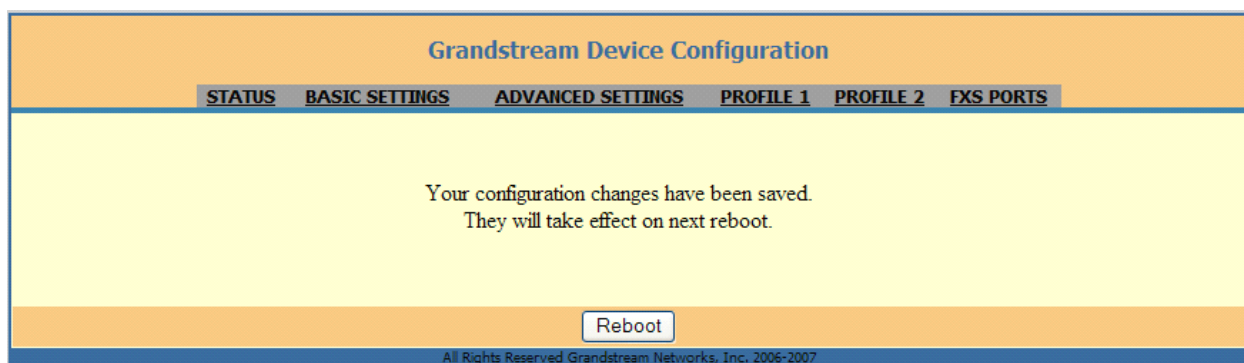 Grandstream Device Configuration
STATUS BASIC SETTINGS ADVANCED SETTINGS PROFILE 1 PROFILE 2 FXS PORTS
Your configuration changes have been saved.
They will take effect on next reboot.
Reboot
All Rights Reserved Grandstream Networks, Inc. 2006-2007